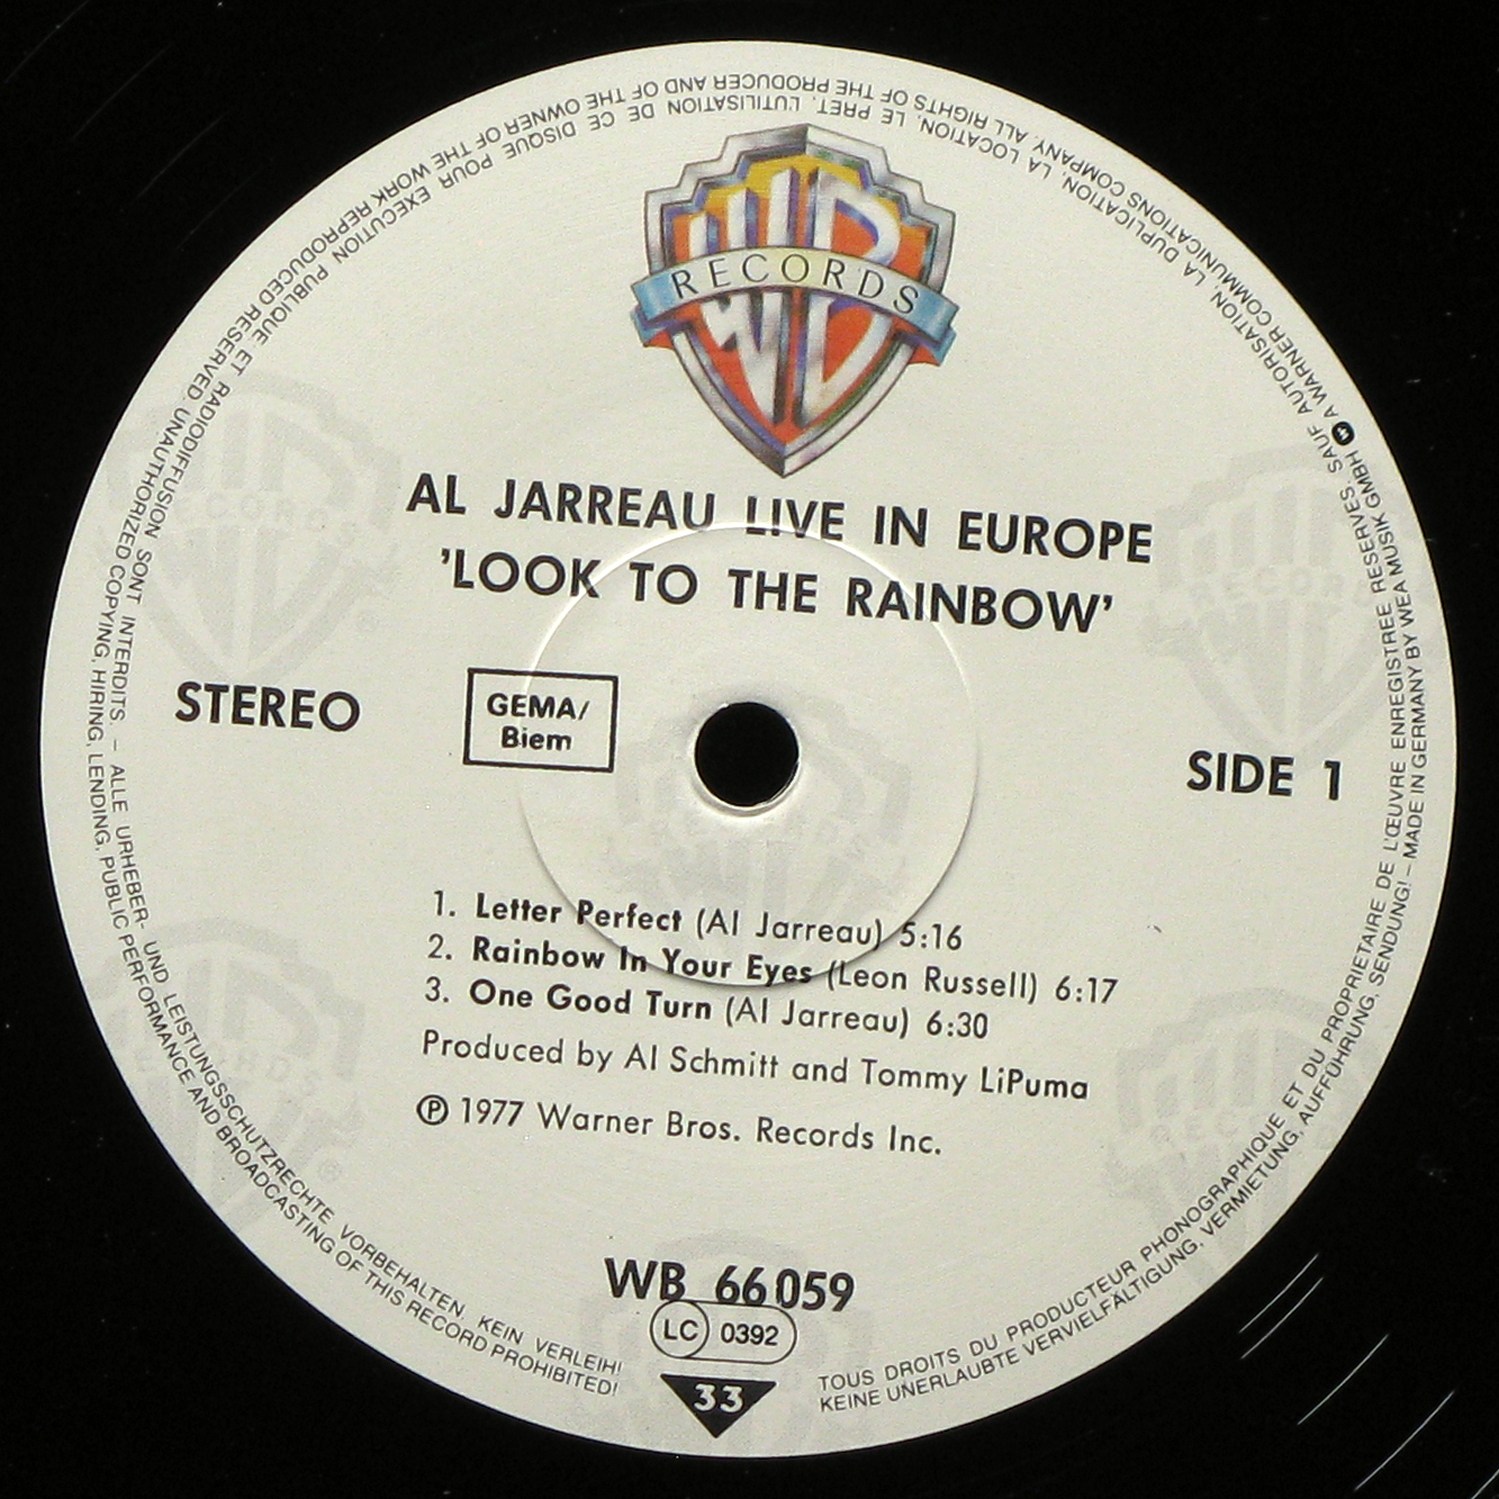 RECORDS
AL JARREAU LIVE IN EUROPE
'LOOK TO THE RAINBOW'
STEREO
GEMA/
Biem
SIDE 1
1. Letter Perfect (Al Jarreau) 5:16
2. Rainbow In Your Eyes (Leon Russell) 6:17
3. One Good Turn (Al Jarreau) 6:30
Produced by Al Schmitt and Tommy LiPuma
Ⓟ 1977 Warner Bros. Records Inc.
WB 66 059
LC 0392
33
TOUS DROITS DU PRODUCTEUR PHONOGRAPHIQUE ET DU PROPRIETAIRE DE L'ŒUVRE ENREGISTREE RESERVES. SAUF AUTORISATION, LA DUPLICATION, LA LOCATION, LE PRET, L'UTILISATION DE CE DISQUE POUR EXECUTION PUBLIQUE ET RADIODIFFUSION SONT INTERDITS. – ALLE URHEBER- UND LEISTUNGSSCHUTZRECHTE VORBEHALTEN. KEIN VERLEIH!
KEINE UNERLAUBTE VERVIELFÄLTIGUNG, VERMIETUNG, AUFFÜHRUNG, SENDUNG! – MADE IN GERMANY BY WEA MUSIK GMBH A WARNER COMMUNICATIONS COMPANY. ALL RIGHTS OF THE PRODUCER AND OF THE OWNER OF THE WORK REPRODUCED RESERVED. UNAUTHORIZED COPYING, HIRING, LENDING, PUBLIC PERFORMANCE AND BROADCASTING OF THIS RECORD PROHIBITED!